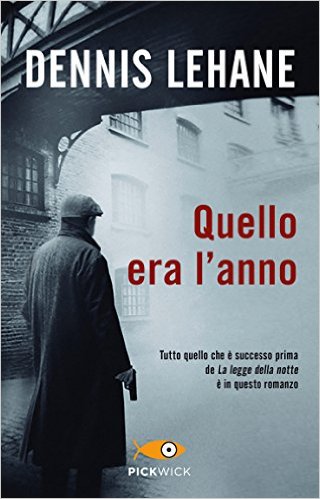 DENNIS LEHANE
Quello
era l'anno
Tutto quello che è successo prima
de La legge della notte
è in questo romanzo
PICKWICK